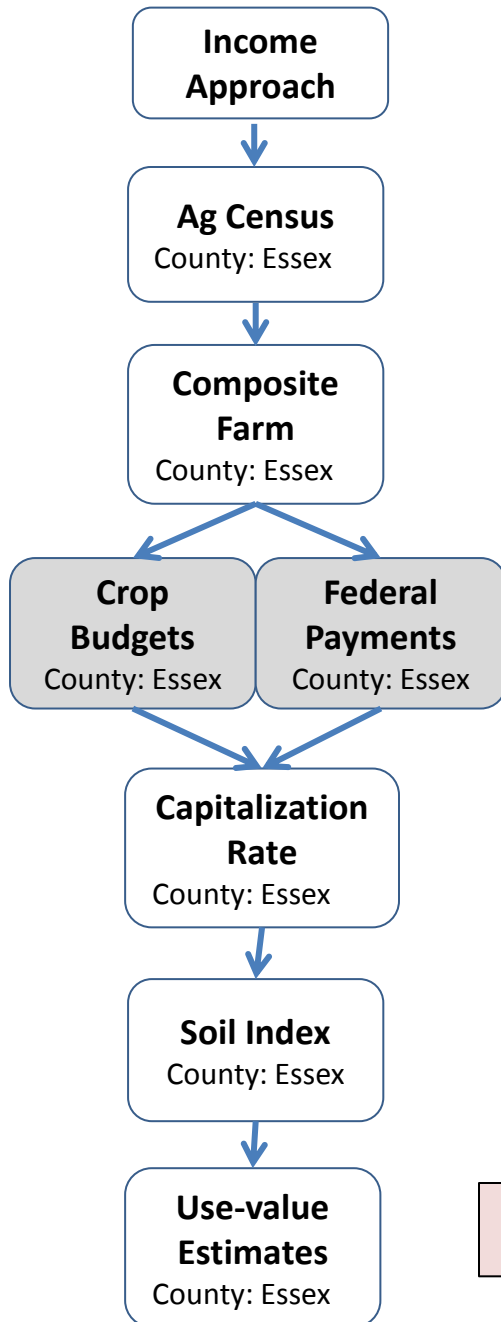 Income
Approach
Ag Census
County: Essex
Composite
Farm
County: Essex
Crop
Budgets
County: Essex
Federal
Payments
County: Essex
Capitalization
Rate
County: Essex
Soil Index
County: Essex
Use-value
Estimates
County: Essex